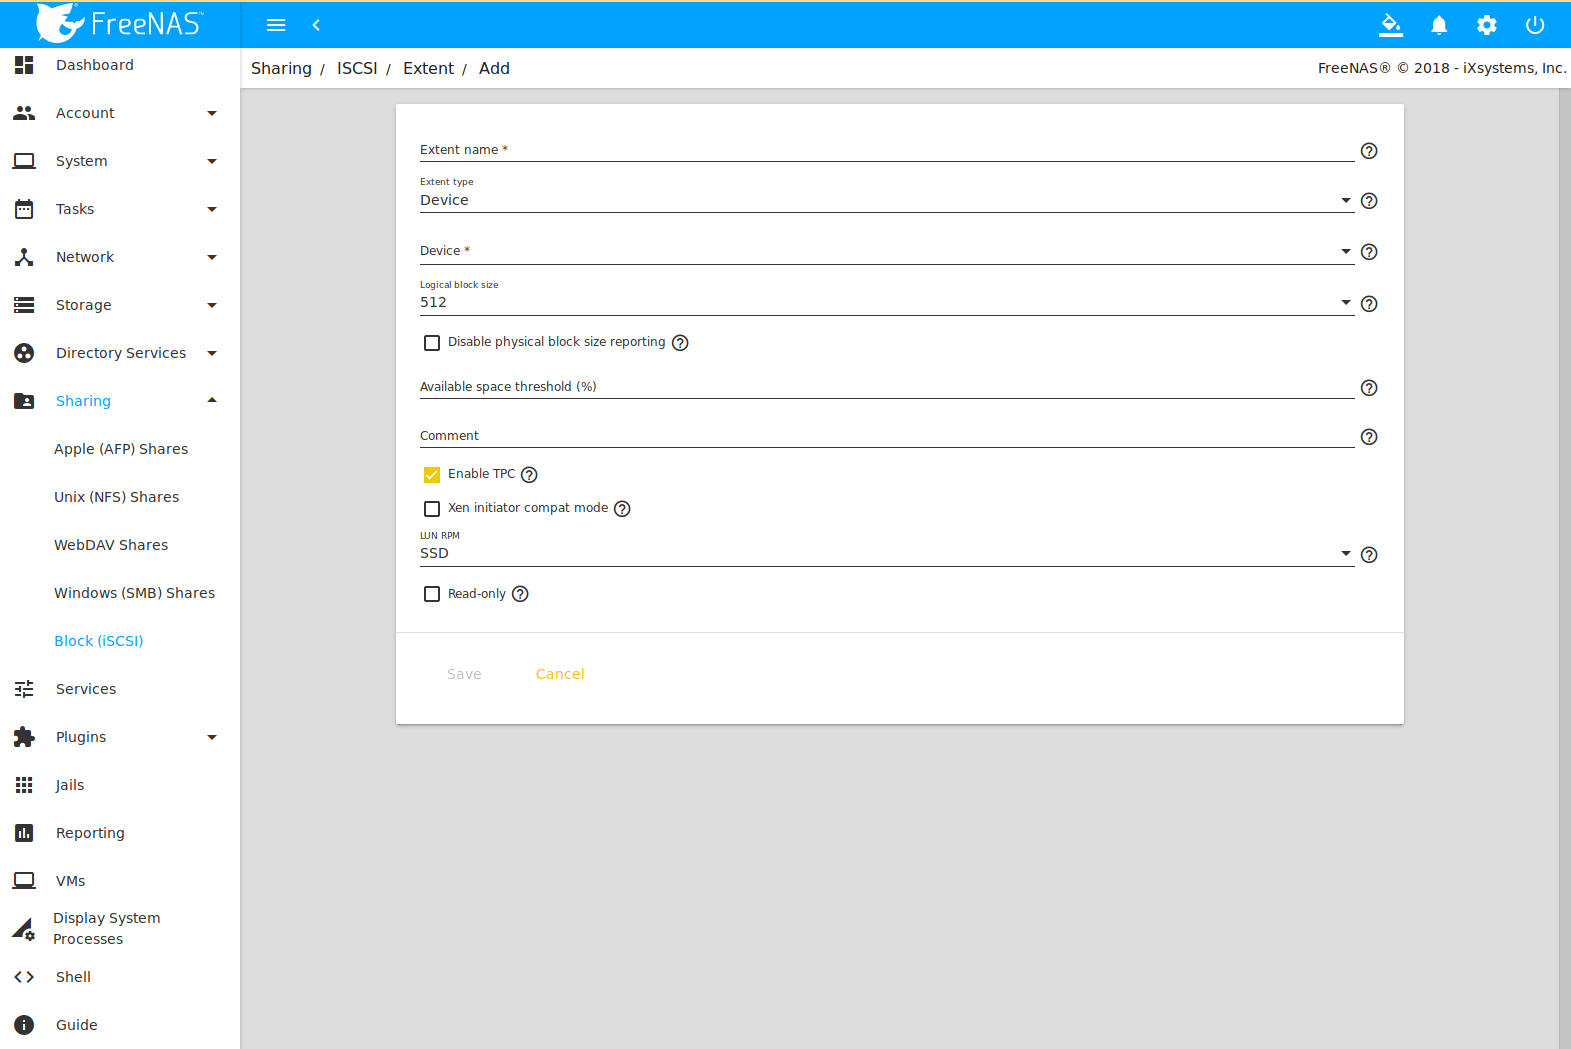 FreeNAS™
Sharing / ISCSI / Extent / Add
FreeNAS® © 2018 - iXsystems, Inc.
Dashboard
Account
System
Tasks
Network
Storage
Directory Services
Sharing
Apple (AFP) Shares
Unix (NFS) Shares
WebDAV Shares
Windows (SMB) Shares
Block (iSCSI)
Services
Plugins
Jails
Reporting
VMs
Display System
Processes
Shell
Guide
Extent name *
Extent type
Device
Device *
Logical block size
512
Disable physical block size reporting
Available space threshold (%)
Comment
Enable TPC
Xen initiator compat mode
LUN RPM
SSD
Read-only
Save Cancel